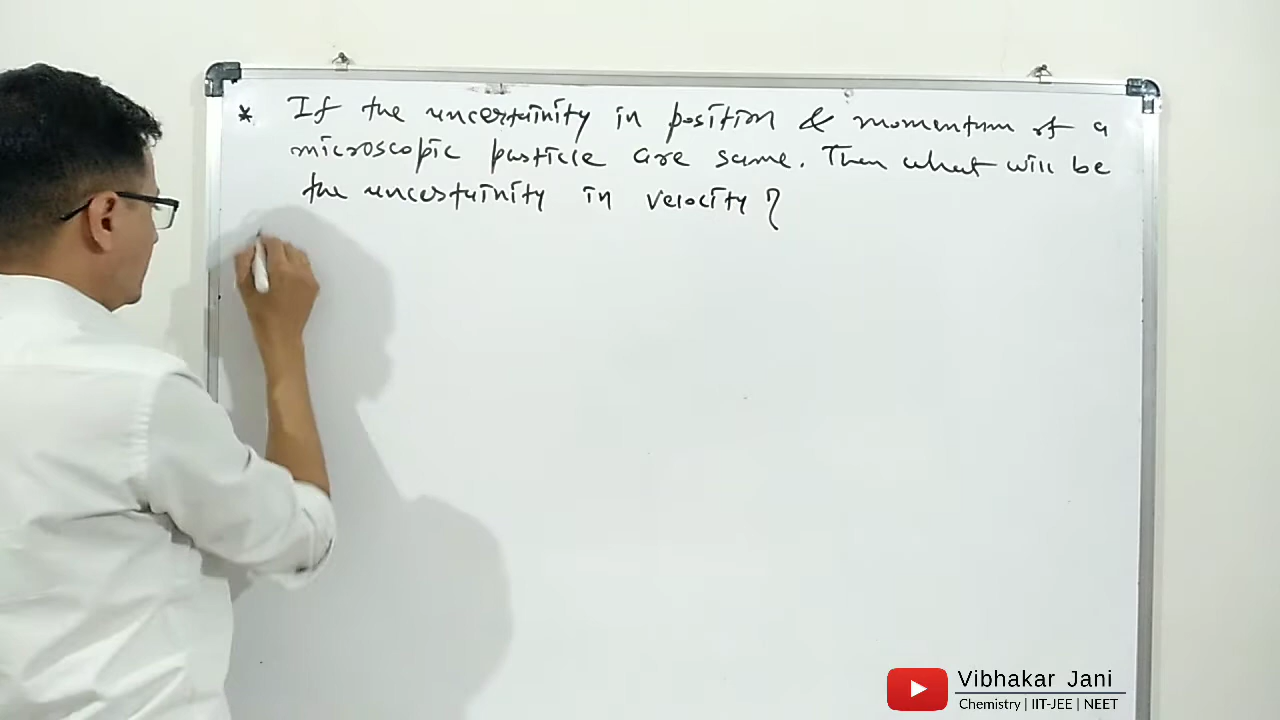 * If the uncertainity in position & momentum of a
microscopic particle are same. Then what will be
the uncertainity in velocity ?
Vibhakar Jani
Chemistry | IIT-JEE | NEET